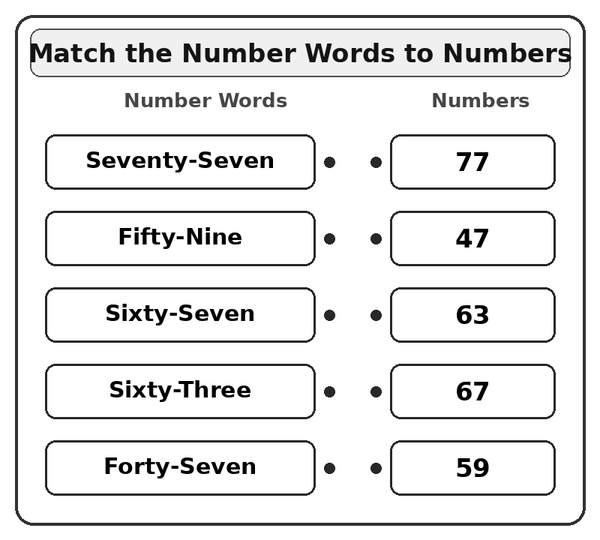 Match the Number Words to Numbers
Number Words Numbers
Seventy-Seven 77
Fifty-Nine 47
Sixty-Seven 63
Sixty-Three 67
Forty-Seven 59